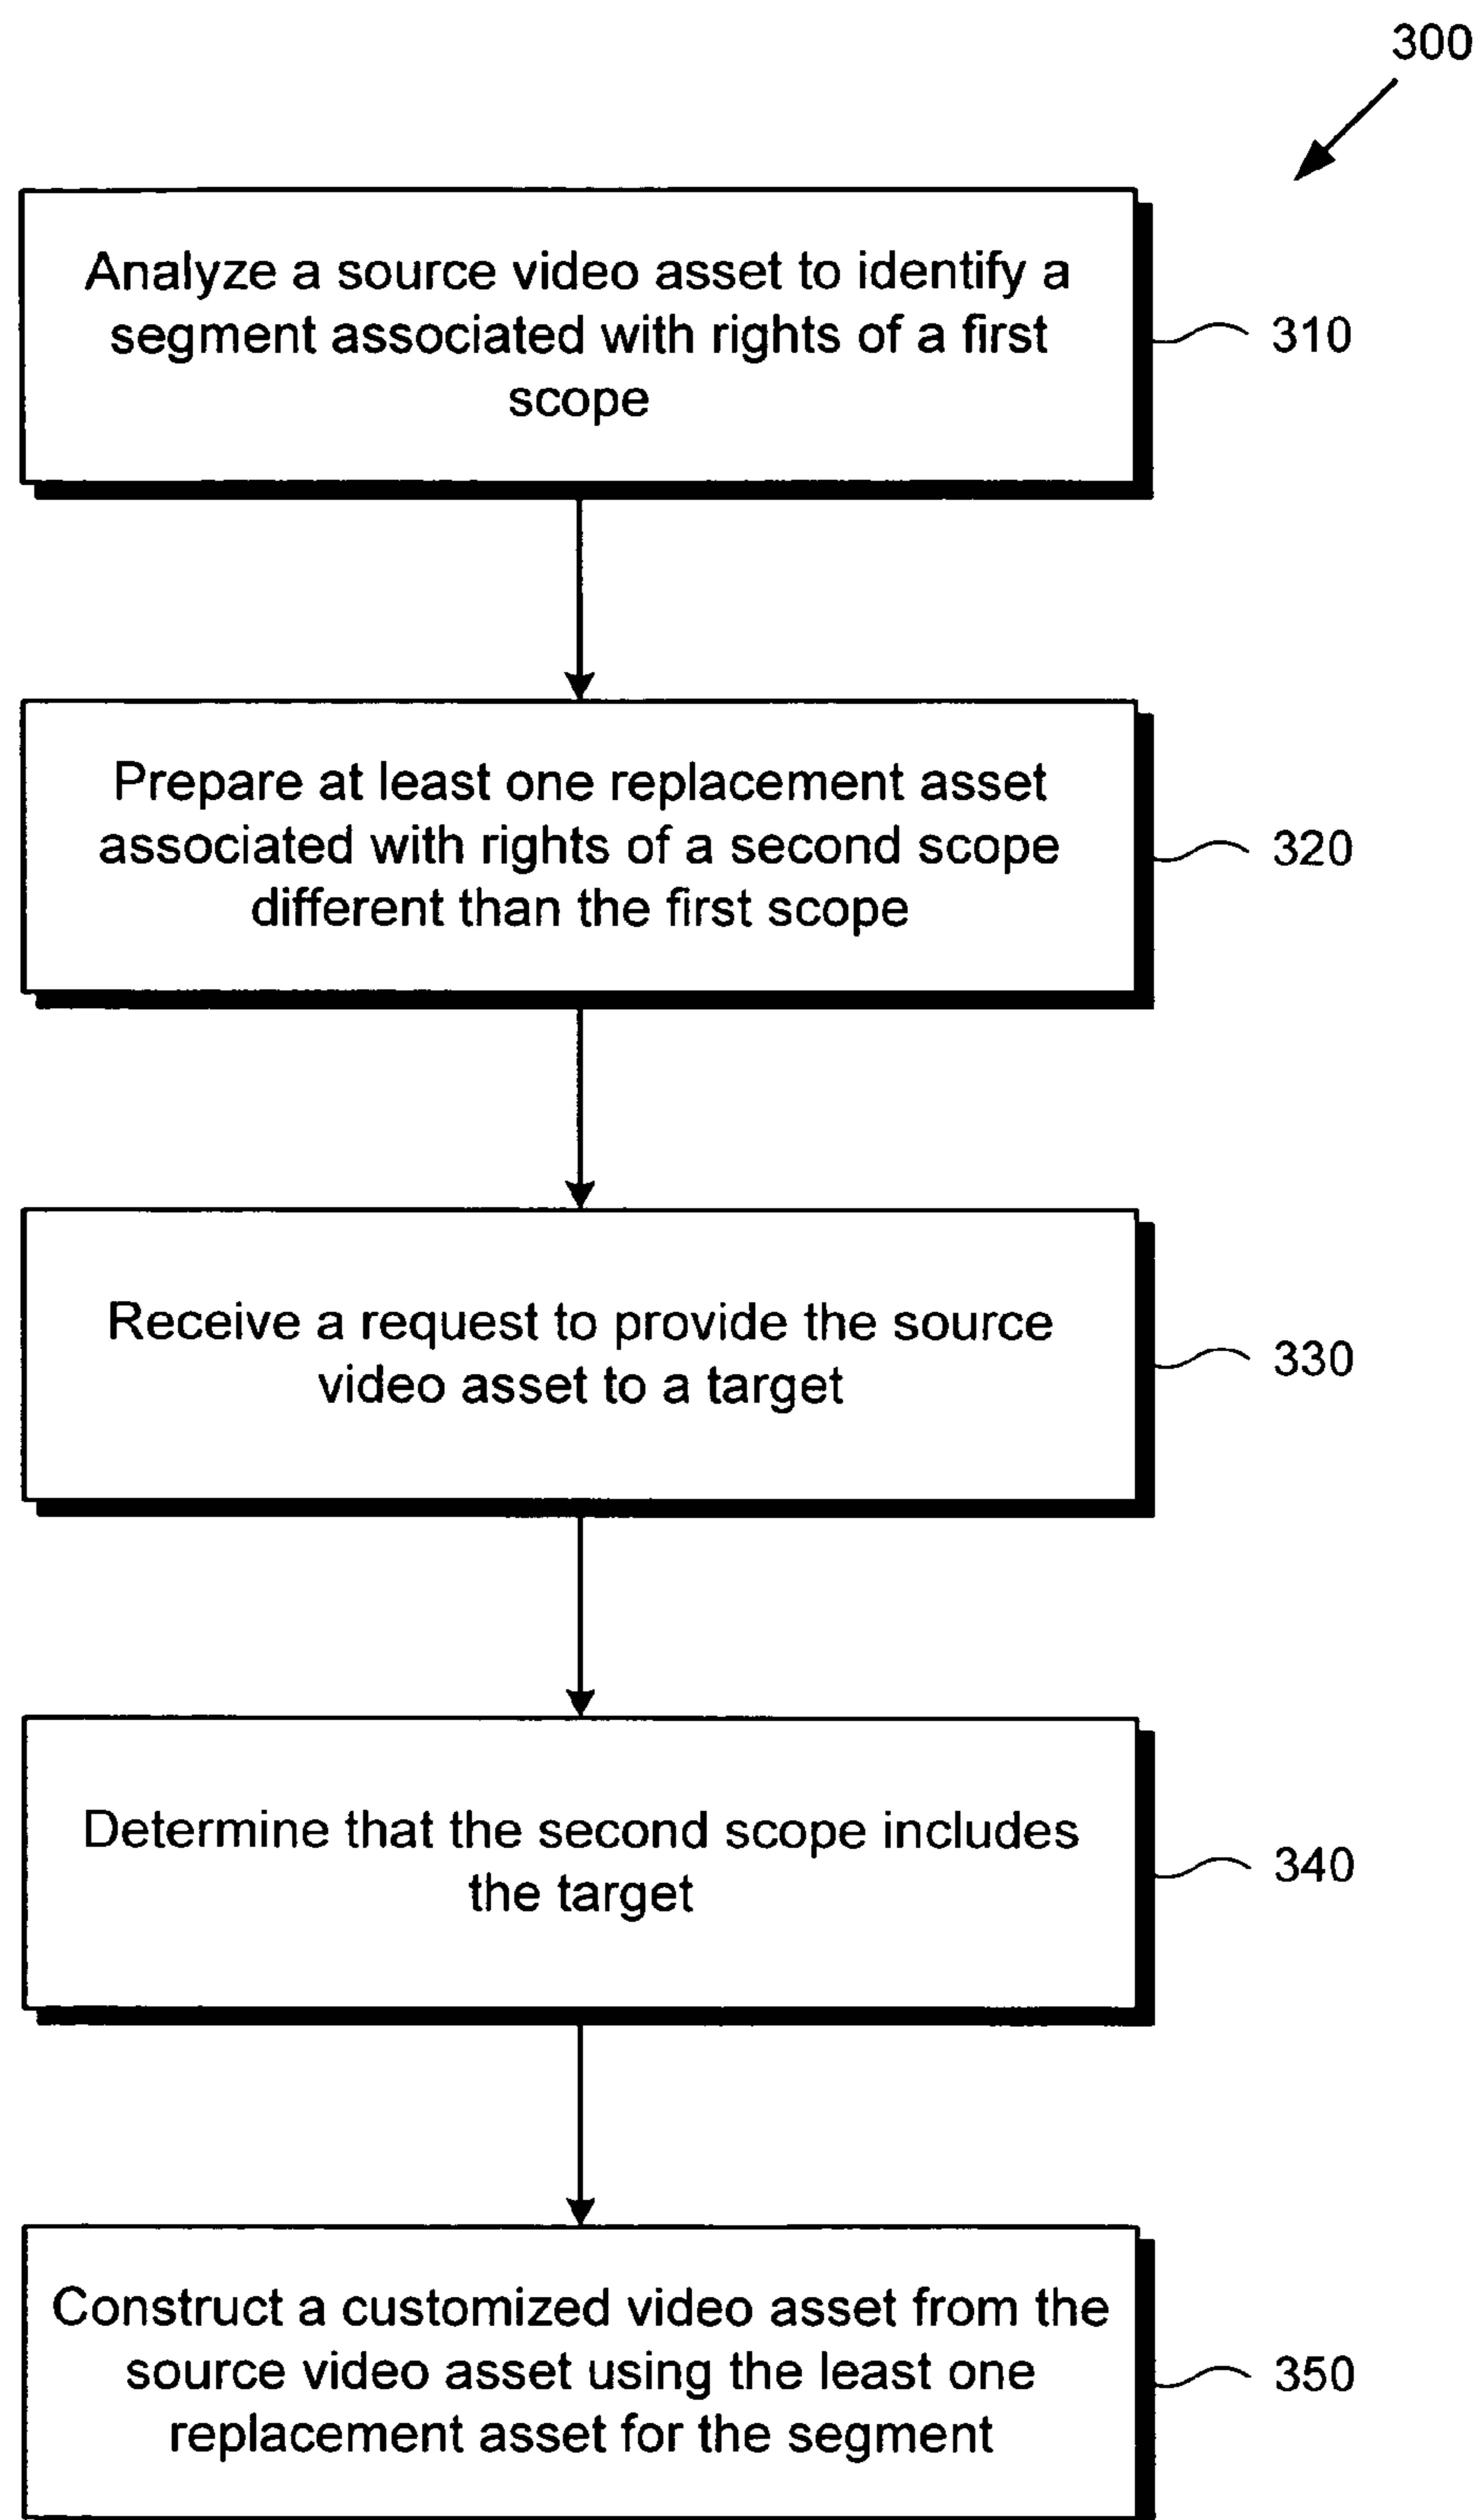 300
Analyze a source video asset to identify a
segment associated with rights of a first
scope
310
Prepare at least one replacement asset
associated with rights of a second scope
different than the first scope
320
Receive a request to provide the source
video asset to a target
330
Determine that the second scope includes
the target
340
Construct a customized video asset from the
source video asset using the least one
replacement asset for the segment
350